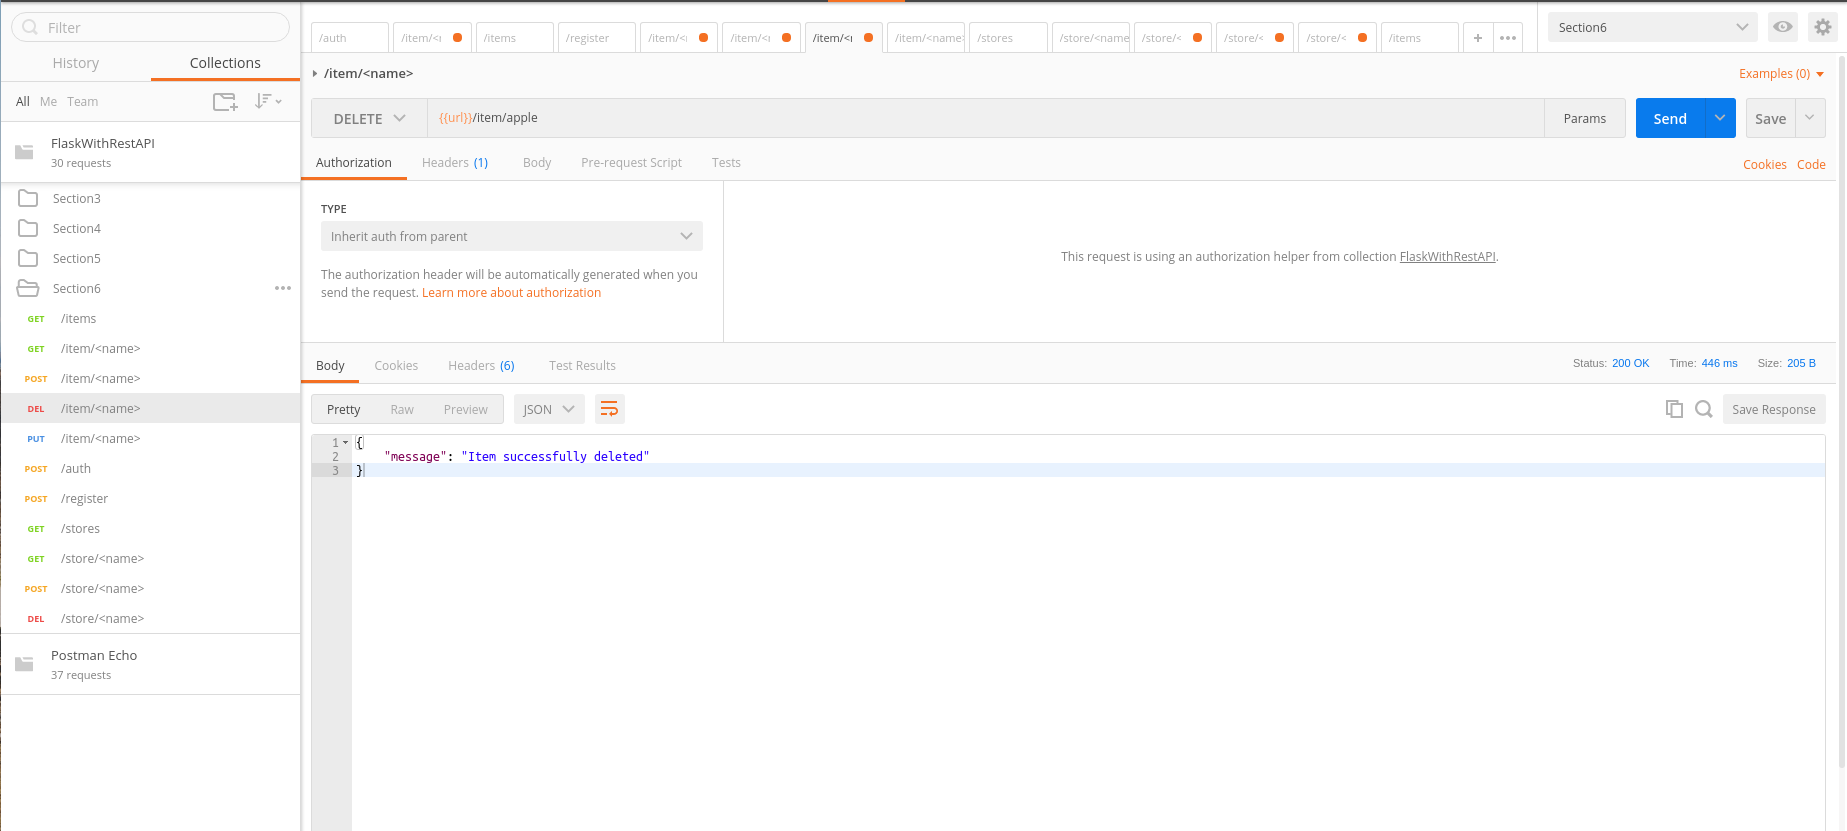 Filter
History Collections
All Me Team
FlaskWithRestAPI
30 requests
Section3
Section4
Section5
Section6
GET /items
GET /item/<name>
POST /item/<name>
DEL /item/<name>
PUT /item/<name>
POST /auth
POST /register
GET /stores
GET /store/<name>
POST /store/<name>
DEL /store/<name>
Postman Echo
37 requests
/auth /item/< /items /register /item/< /item/< /item/< /item/<name> /stores /store/<name /store/< /store/< /store/< /items + •••
Section6
/item/<name>
Examples (0)
DELETE {{url}}/item/apple Params Send Save
Authorization Headers (1) Body Pre-request Script Tests Cookies Code
TYPE
Inherit auth from parent
The authorization header will be automatically generated when you
send the request. Learn more about authorization
This request is using an authorization helper from collection FlaskWithRestAPI.
Body Cookies Headers (6) Test Results Status: 200 OK Time: 446 ms Size: 205 B
Pretty Raw Preview JSON Save Response
1 {
2 "message": "Item successfully deleted"
3 }